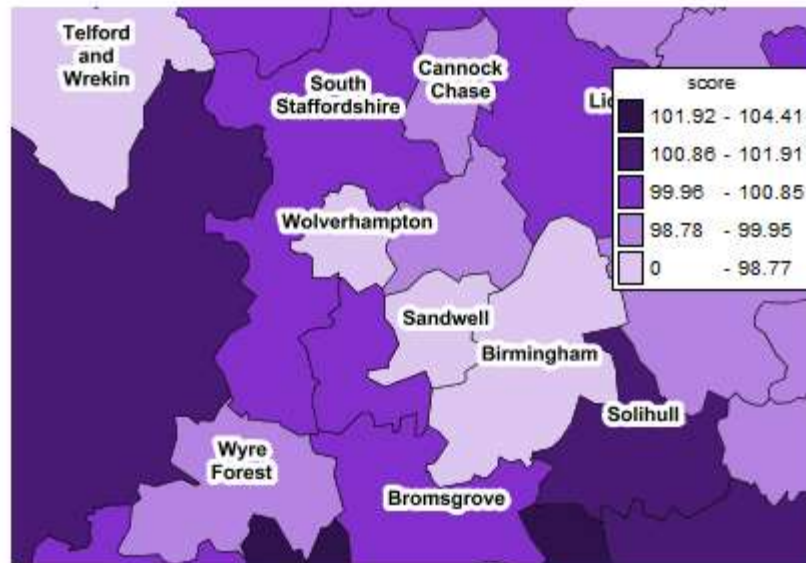 Telford
and
Wrekin
South
Staffordshire
Cannock
Chase
score
101.92 - 104.41
100.86 - 101.91
99.96 - 100.85
98.78 - 99.95
0 - 98.77
Wolverhampton
Sandwell
Birmingham
Solihull
Wyre
Forest
Bromsgrove